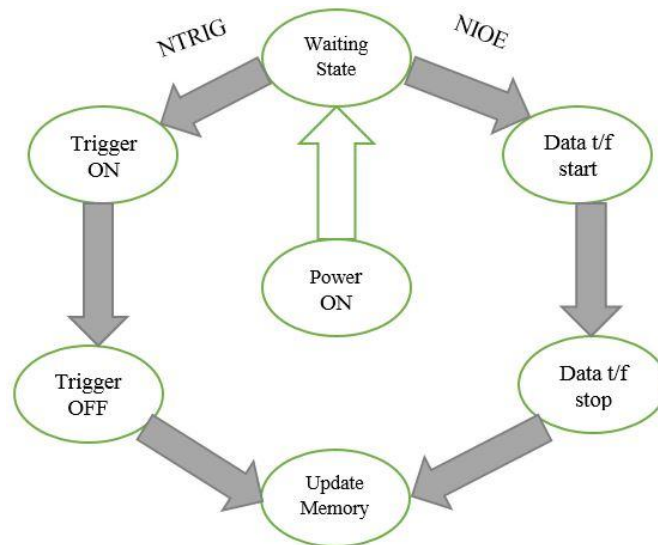 NTRIG
Waiting
State
NIOE
Trigger
ON
Data t/f
start
Power
ON
Trigger
OFF
Data t/f
stop
Update
Memory